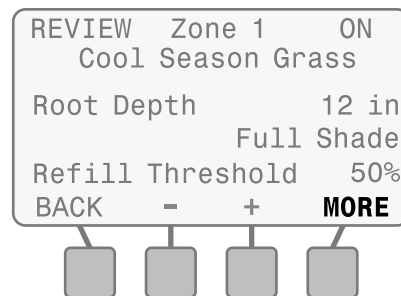 REVIEW Zone 1 ON
Cool Season Grass
Root Depth 12 in
Full Shade
Refill Threshold 50%
BACK - + MORE